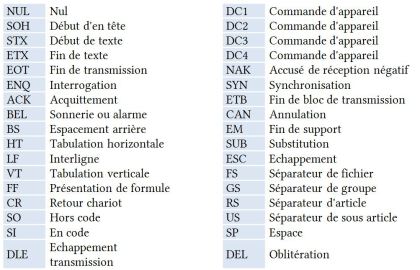 NUL Nul
SOH Début d'en tête
STX Début de texte
ETX Fin de texte
EOT Fin de transmission
ENQ Interrogation
ACK Acquittement
BEL Sonnerie ou alarme
BS Espacement arrière
HT Tabulation horizontale
LF Interligne
VT Tabulation verticale
FF Présentation de formule
CR Retour chariot
SO Hors code
SI En code
DLE Echappement
transmission
DC1 Commande d'appareil
DC2 Commande d'appareil
DC3 Commande d'appareil
DC4 Commande d'appareil
NAK Accusé de réception négatif
SYN Synchronisation
ETB Fin de bloc de transmission
CAN Annulation
EM Fin de support
SUB Substitution
ESC Echappement
FS Séparateur de fichier
GS Séparateur de groupe
RS Séparateur d'article
US Séparateur de sous article
SP Espace
DEL Oblitération